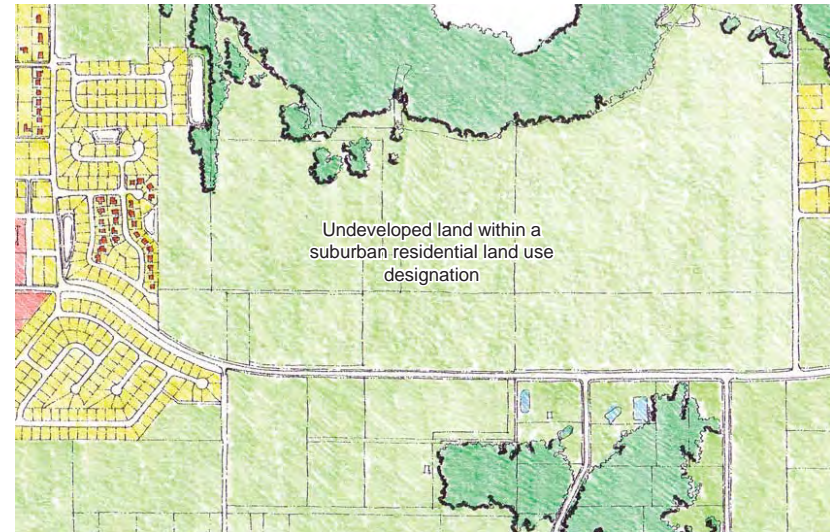 Undeveloped land within a
suburban residential land use
designation